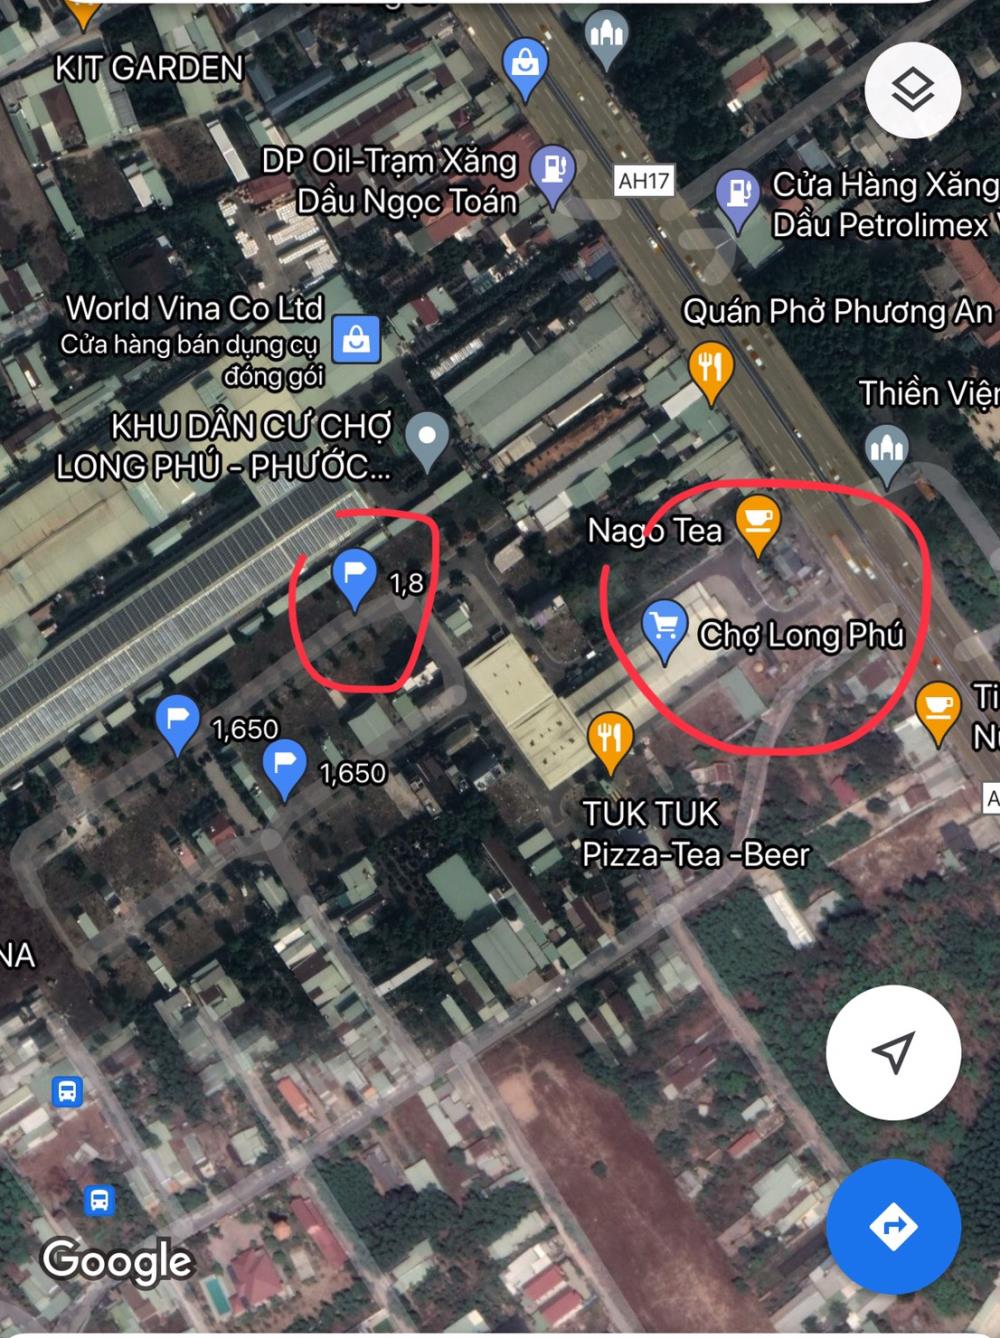 KIT GARDEN
DP Oil-Trạm Xăng
Dầu Ngọc Toán
AH17
Cửa Hàng Xăng
Dầu Petrolimex
World Vina Co Ltd
Cửa hàng bán dụng cụ
đóng gói
Quán Phở Phương An
Thiền Viện
KHU DÂN CƯ CHỢ
LONG PHÚ - PHƯỚC...
Nago Tea
1,8
Chợ Long Phú
1,650
1,650
TUK TUK
Pizza-Tea -Beer
NA
Google